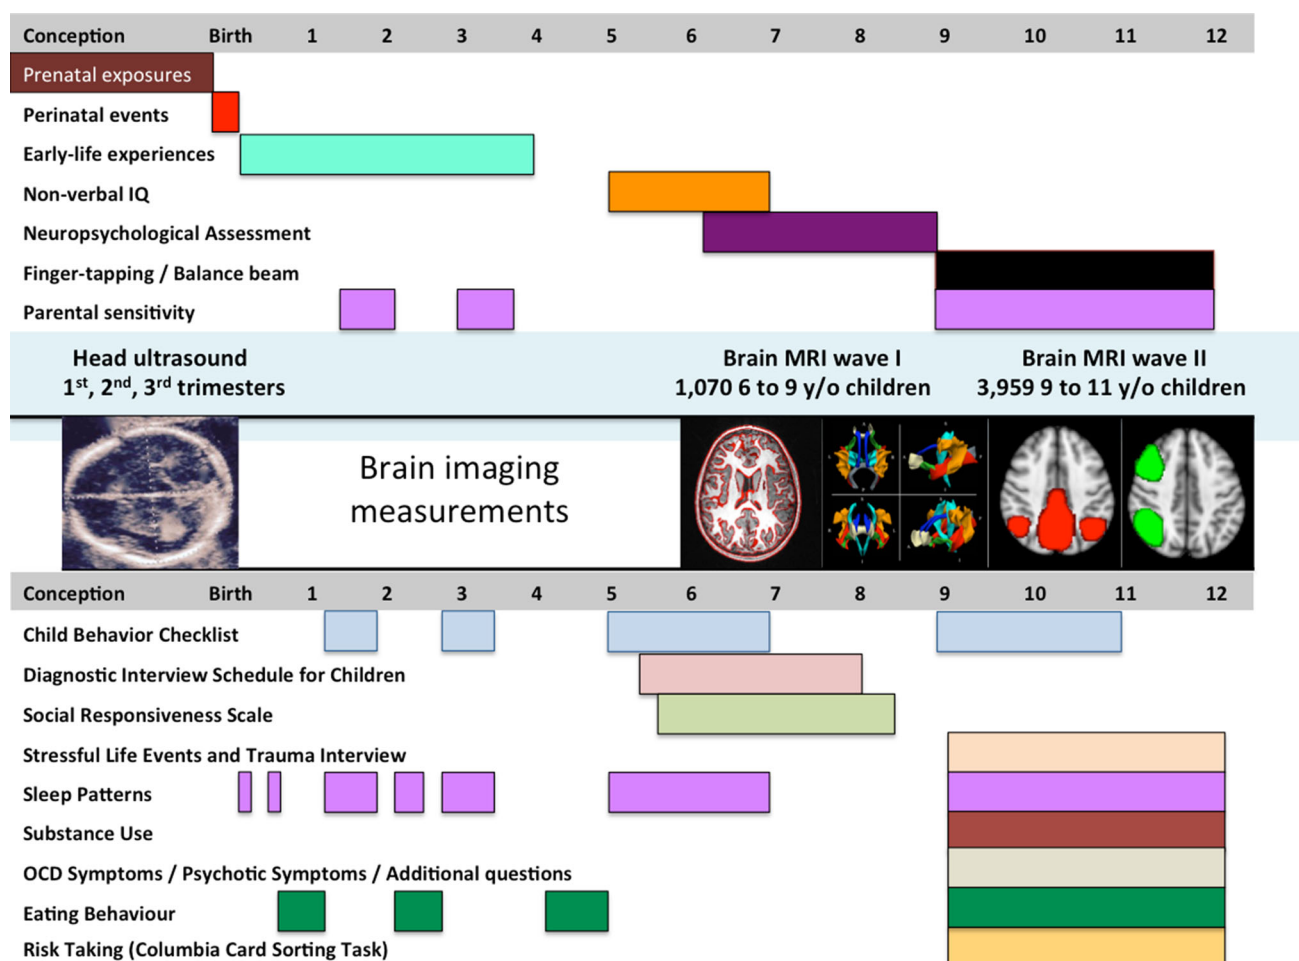 Conception Birth 1 2 3 4 5 6 7 8 9 10 11 12
Prenatal exposures
Perinatal events
Early-life experiences
Non-verbal IQ
Neuropsychological Assessment
Finger-tapping / Balance beam
Parental sensitivity
Head ultrasound
1st, 2nd, 3rd trimesters
Brain MRI wave I
1,070 6 to 9 y/o children
Brain MRI wave II
3,959 9 to 11 y/o children
Brain imaging
measurements
Conception Birth 1 2 3 4 5 6 7 8 9 10 11 12
Child Behavior Checklist
Diagnostic Interview Schedule for Children
Social Responsiveness Scale
Stressful Life Events and Trauma Interview
Sleep Patterns
Substance Use
OCD Symptoms / Psychotic Symptoms / Additional questions
Eating Behaviour
Risk Taking (Columbia Card Sorting Task)